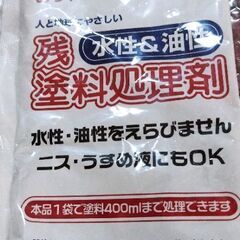 人と地球にやさしい
残
水性&油性
塗料処理剤
水性・油性をえらびません
ニス・うすめ液にもOK
本品1袋で塗料400mlまで処理できます